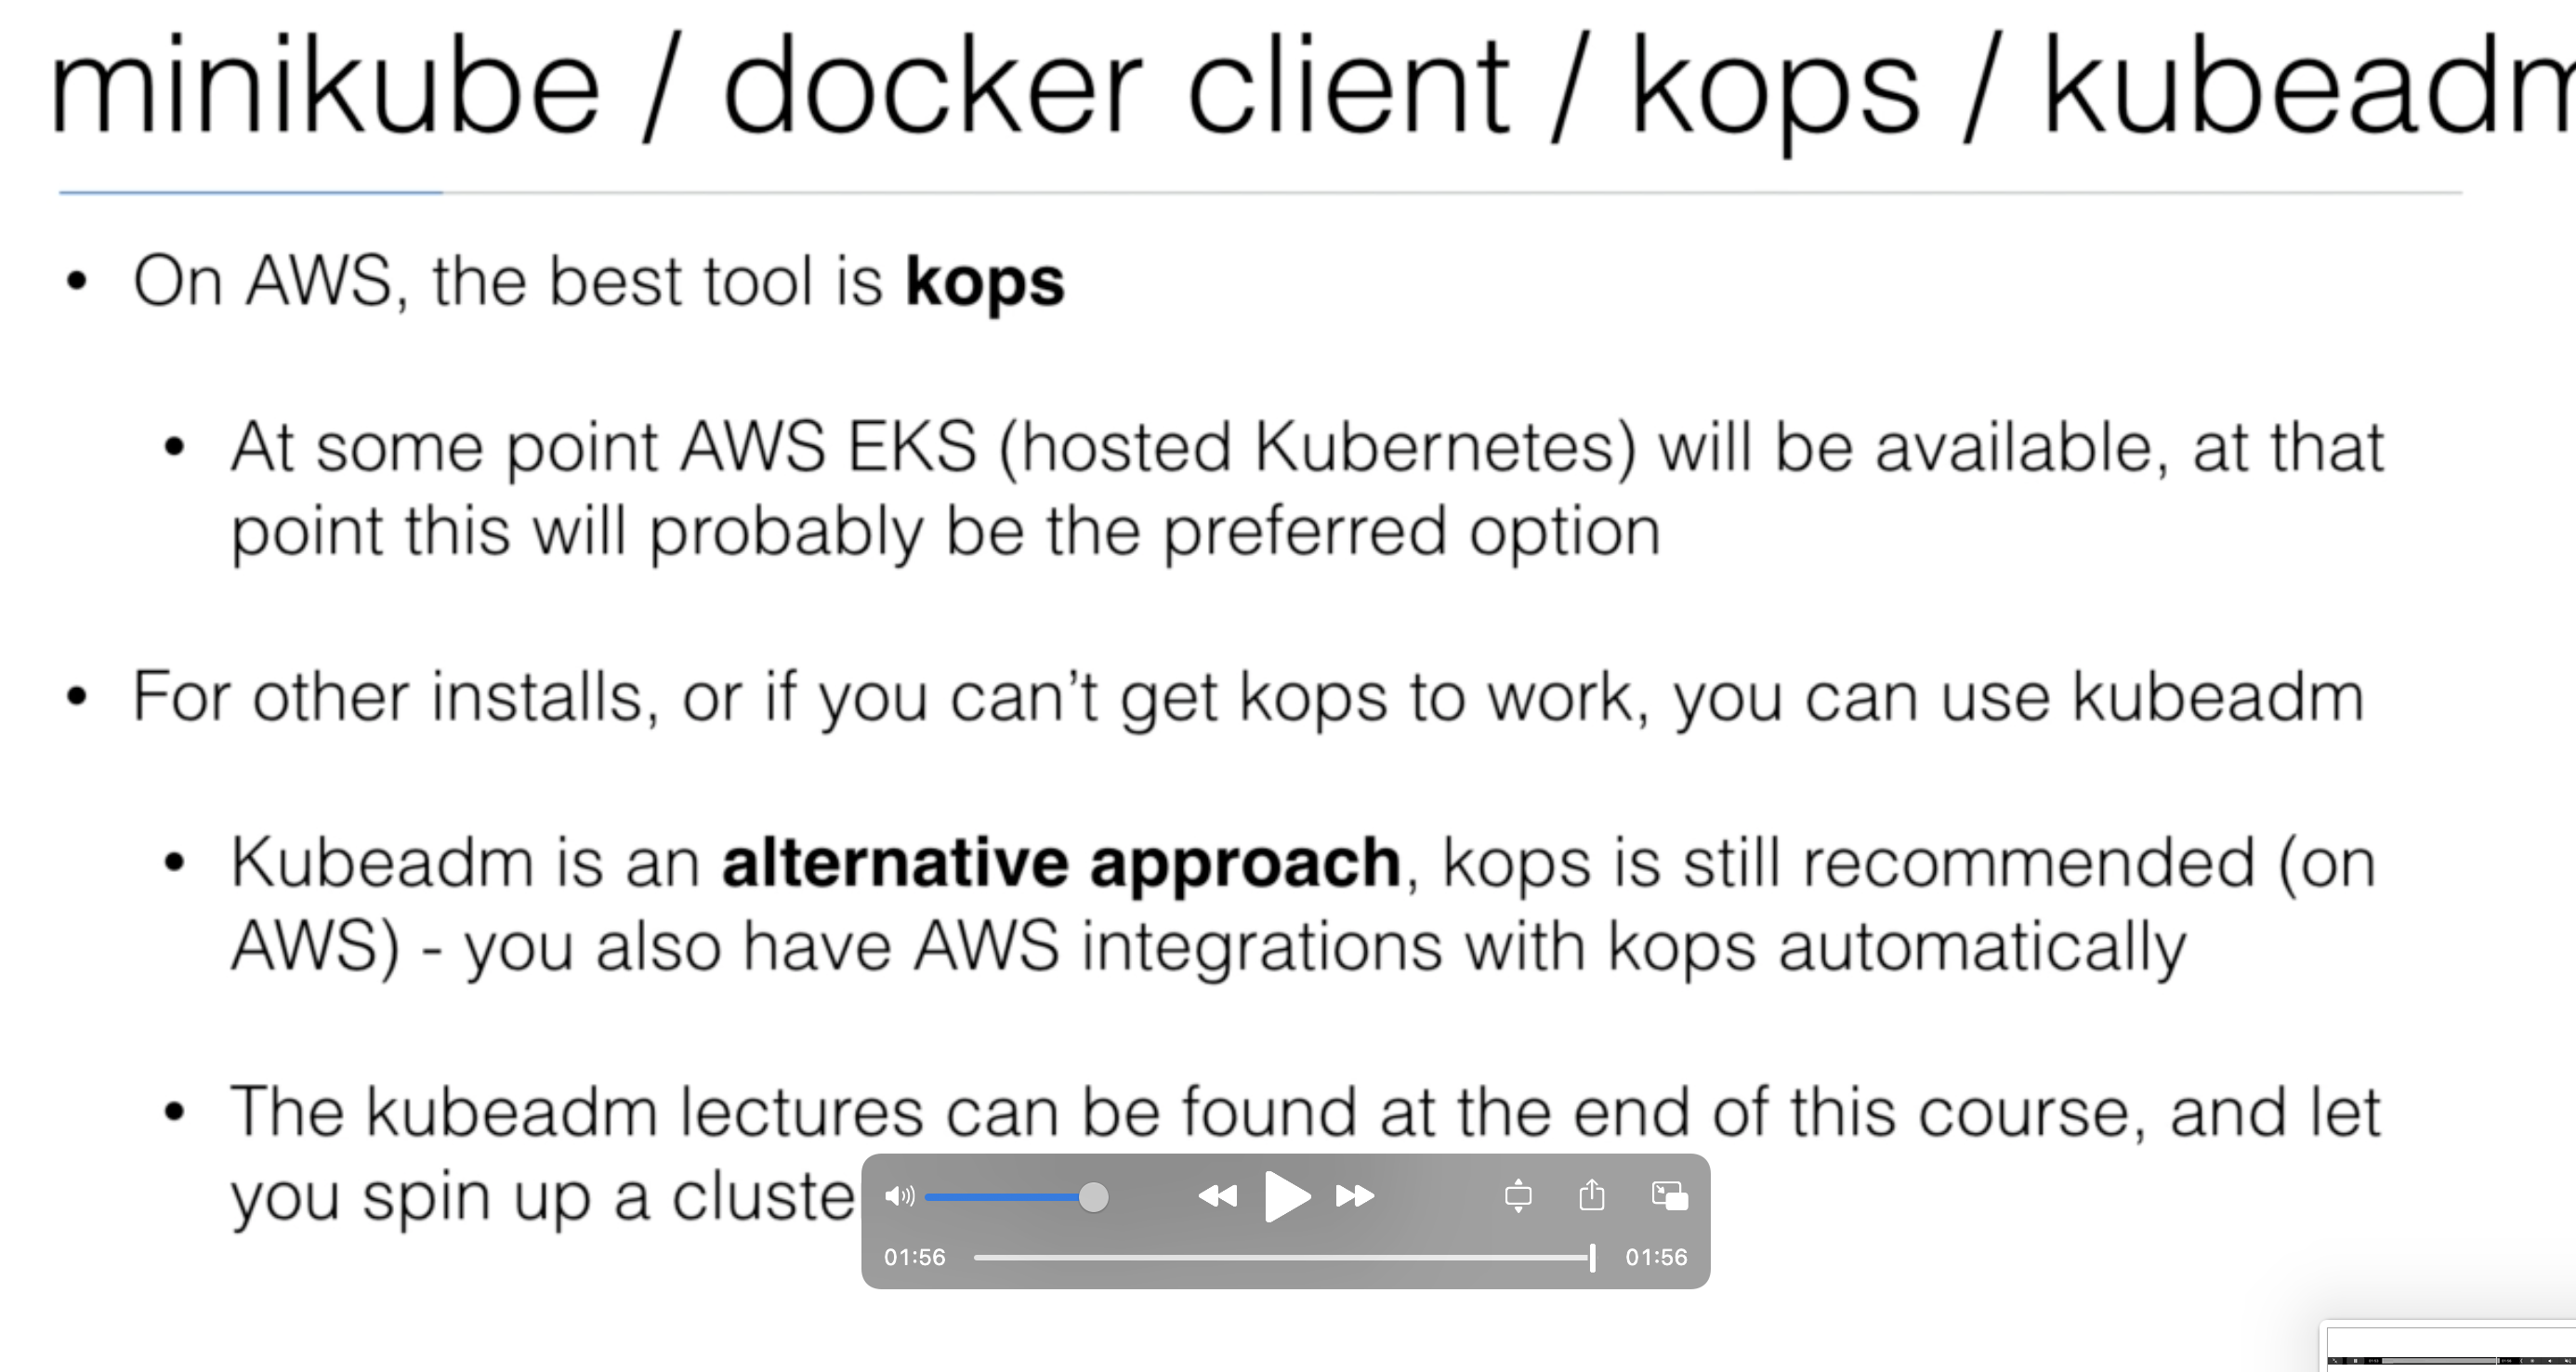 minikube / docker client / kops / kubeadm
• On AWS, the best tool is kops
• At some point AWS EKS (hosted Kubernetes) will be available, at that
point this will probably be the preferred option
• For other installs, or if you can’t get kops to work, you can use kubeadm
• Kubeadm is an alternative approach, kops is still recommended (on
AWS) - you also have AWS integrations with kops automatically
• The kubeadm lectures can be found at the end of this course, and let
you spin up a cluste
01:56 01:56